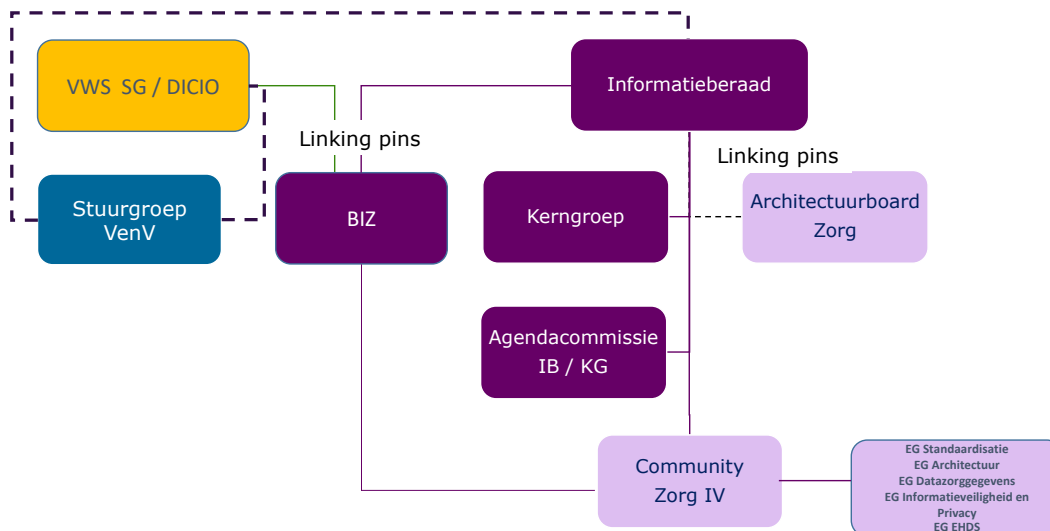 VWS SG / DICIO
Informatieberaad
Linking pins
Linking pins
Stuurgroep
VenV
BIZ
Kerngroep
Architectuurboard
Zorg
Agendacommissie
IB / KG
Community
Zorg IV
EG Standaardisatie
EG Architectuur
EG Datazorggegevens
EG Informatieveiligheid en
Privacy
EG EHDS